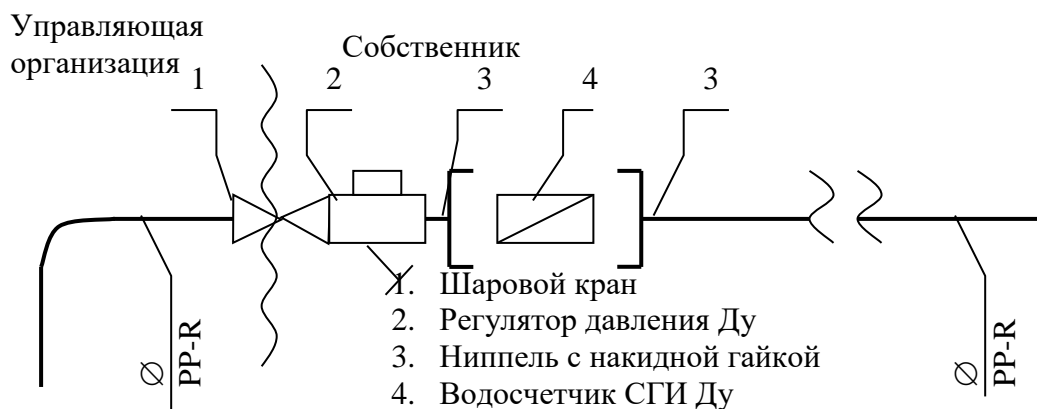 Управляющая
организация
Собственник
1
2
3
4
3
1. Шаровой кран
2. Регулятор давления Ду
3. Ниппель с накидной гайкой
4. Водосчетчик СГИ Ду
∅
PP-R
∅
PP-R